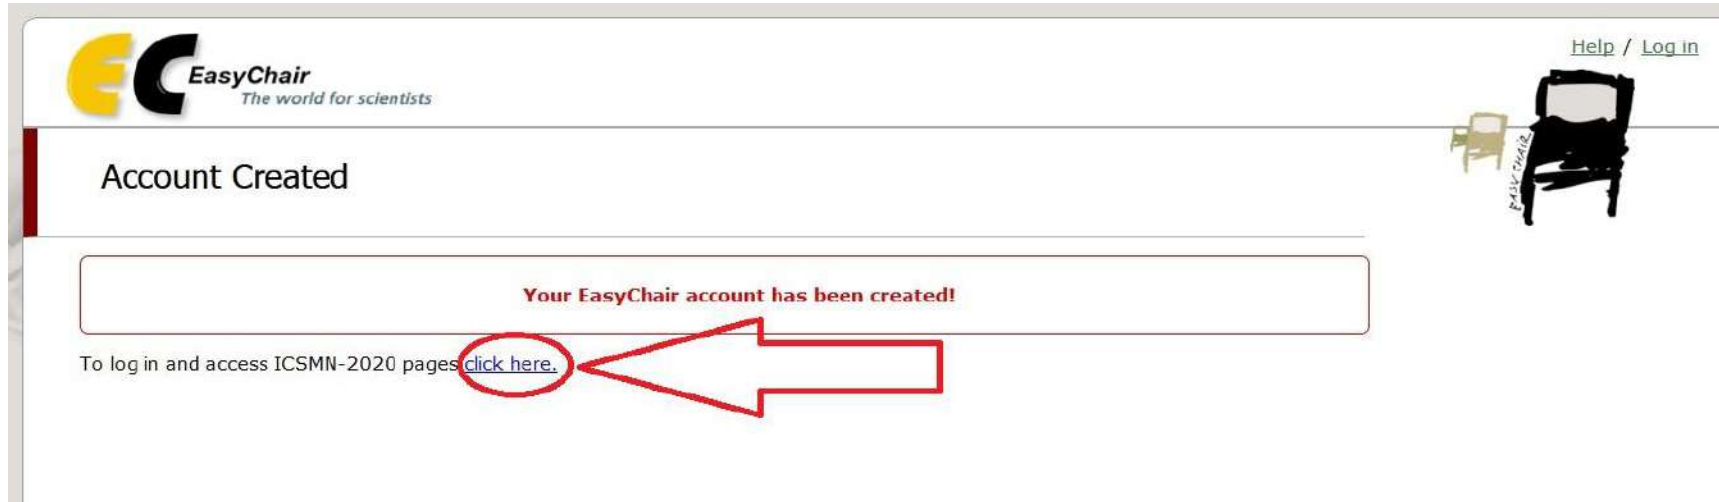 Help / Log in
EC EasyChair
The world for scientists
EASY CHAIR
Account Created
Your EasyChair account has been created!
To log in and access ICSMN-2020 pages click here.